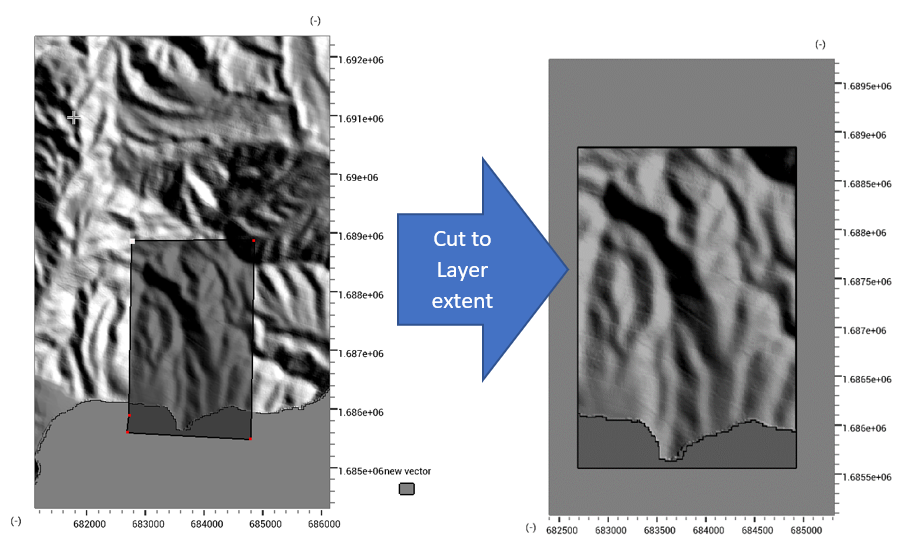 (-)
1.692e+06
1.691e+06
1.69e+06
1.689e+06
1.688e+06
1.687e+06
1.686e+06
1.685e+06
new vector
(-)
682000 683000 684000 685000 686000
Cut to
Layer
extent
(-)
1.6895e+06
1.689e+06
1.6885e+06
1.688e+06
1.6875e+06
1.687e+06
1.6865e+06
1.686e+06
1.6855e+06
(-)
682500 683000 683500 684000 684500 685000